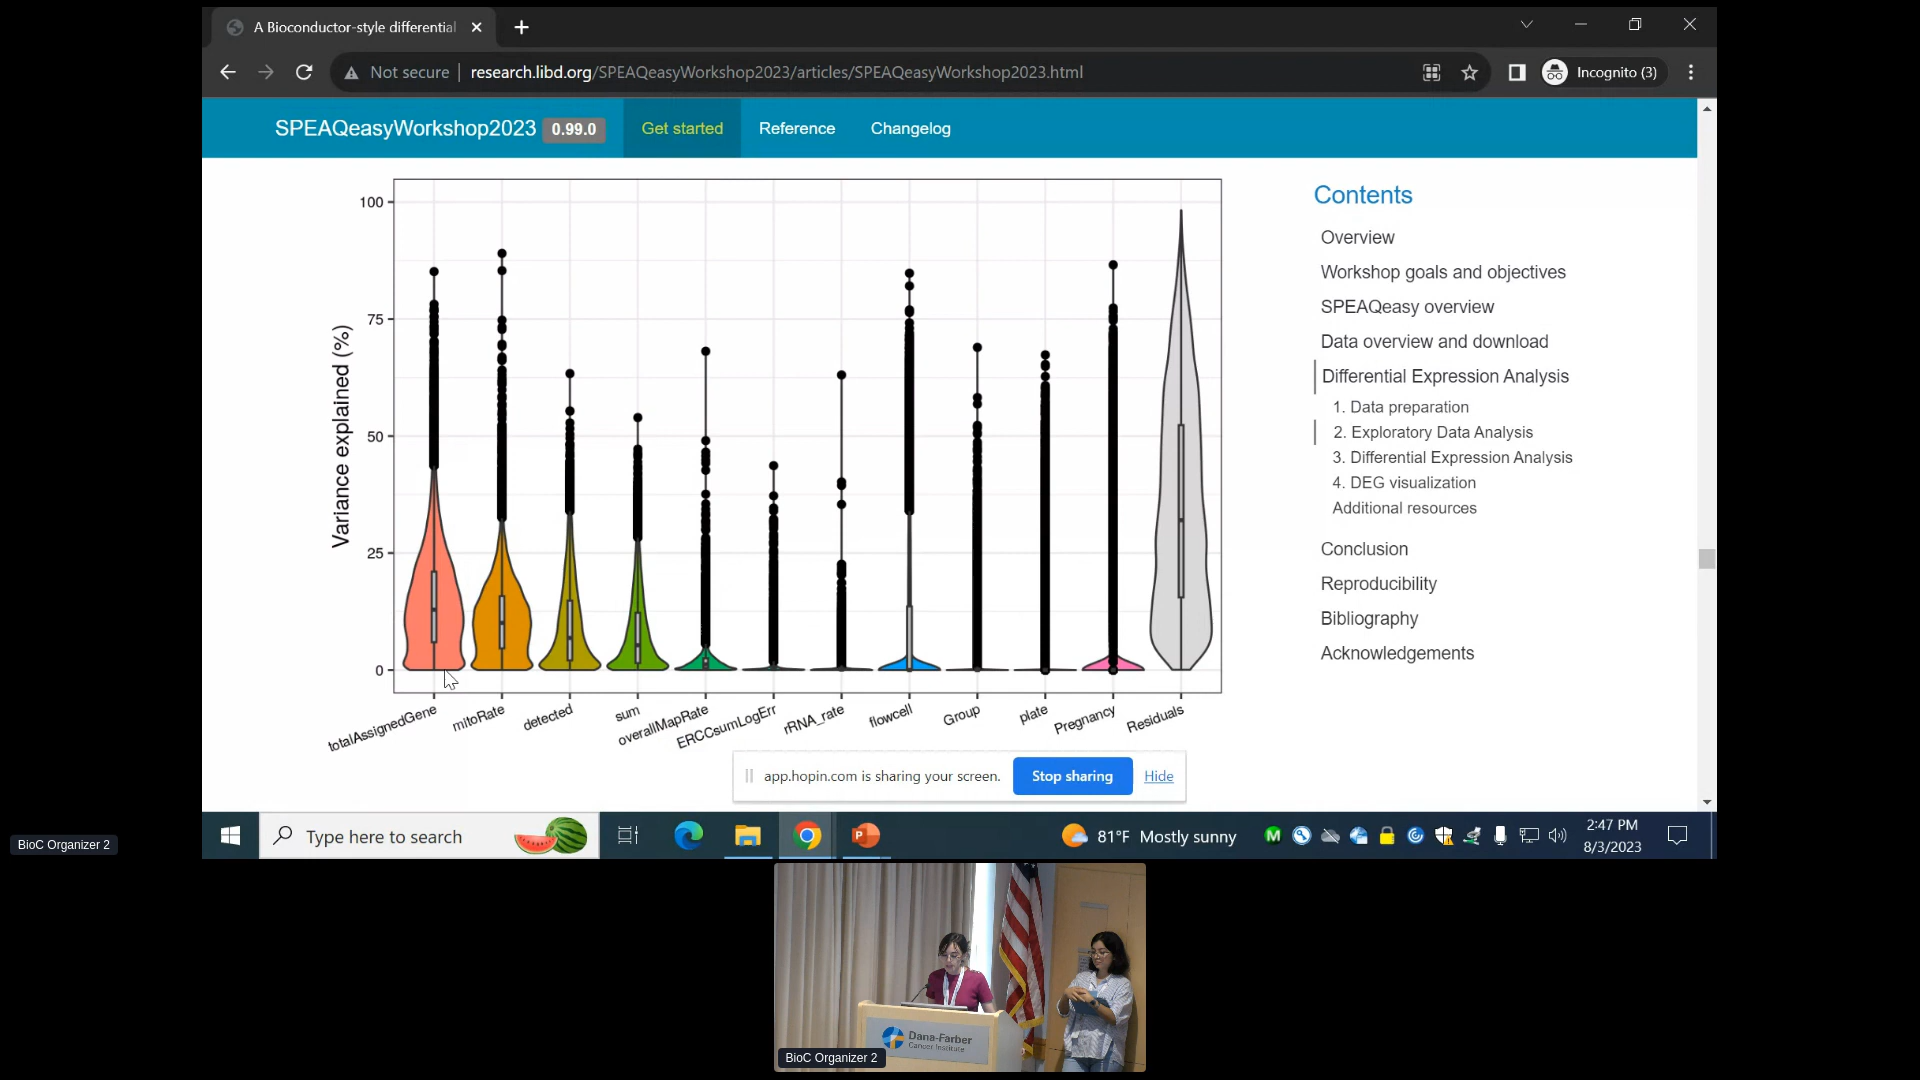 A Bioconductor-style differential
Not secure
research.libd.org/SPEAQeasyWorkshop2023/articles/SPEAQeasyWorkshop2023.html
Incognito (3)
SPEAQeasyWorkshop2023
0.99.0
Get started
Reference
Changelog
100
75
50
25
0
Variance explained (%)
totalAssignedGene
mitoRate
detected
sum
overallMapRate
ERCCsumLogErr
rRNA_rate
flowcell
Group
plate
Pregnancy
Residuals
Contents
Overview
Workshop goals and objectives
SPEAQeasy overview
Data overview and download
Differential Expression Analysis
1. Data preparation
2. Exploratory Data Analysis
3. Differential Expression Analysis
4. DEG visualization
Additional resources
Conclusion
Reproducibility
Bibliography
Acknowledgements
app.hopin.com is sharing your screen.
Stop sharing
Hide
Type here to search
81°F Mostly sunny
2:47 PM
8/3/2023
BioC Organizer 2
Dana-Farber
Cancer Institute
BioC Organizer 2